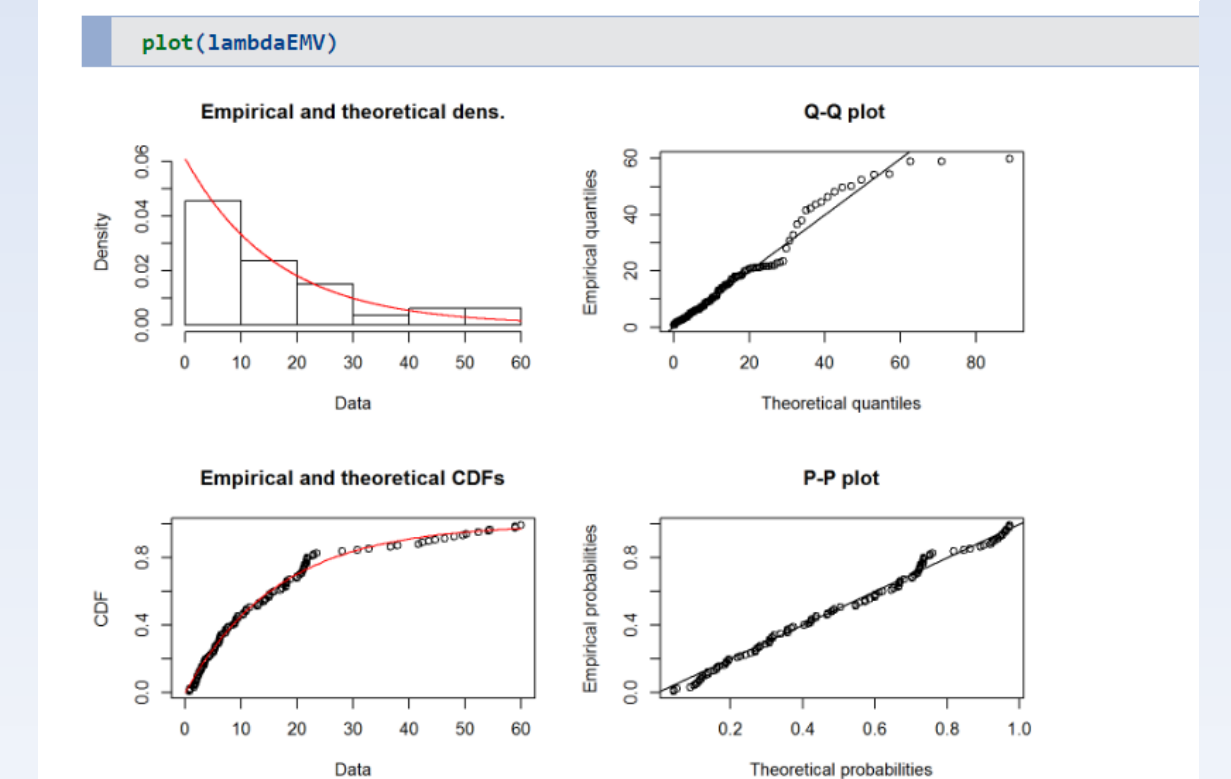 plot(lambdaEMV)
Empirical and theoretical dens.
Density
0.00 0.02 0.04 0.06
0 10 20 30 40 50 60
Data
Q-Q plot
Empirical quantiles
0 20 40 60
0 20 40 60 80
Theoretical quantiles
Empirical and theoretical CDFs
CDF
0.0 0.4 0.8
0 10 20 30 40 50 60
Data
P-P plot
Empirical probabilities
0.0 0.4 0.8
0.2 0.4 0.6 0.8 1.0
Theoretical probabilities